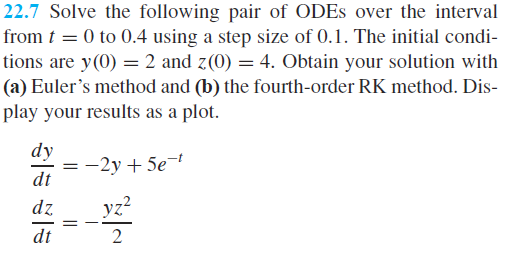 22.7 Solve the following pair of ODEs over the interval
from t = 0 to 0.4 using a step size of 0.1. The initial condi-
tions are y(0) = 2 and z(0) = 4. Obtain your solution with
(a) Euler's method and (b) the fourth-order RK method. Dis-
play your results as a plot.
dy/dt = −2y + 5e^−t
dz/dt = −yz²/2